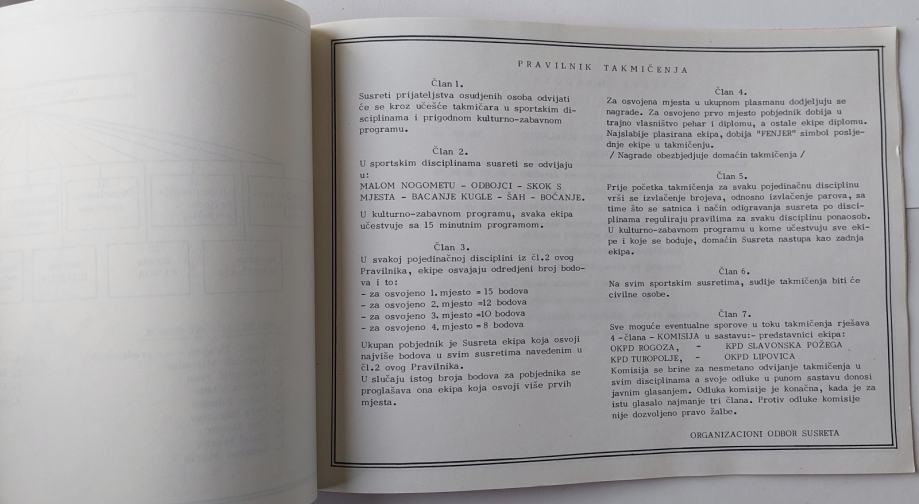 PRAVILNIK TAKMIČENJA
Član 1.
Susreti prijateljstva osudjenih osoba odvijati
će se kroz učešće takmičara u sportskim di-
sciplinama i prigodnom kulturno-zabavnom
programu.
Član 2.
U sportskim disciplinama susreti se odvijaju
u:
MALOM NOGOMETU - ODBOJCI - SKOK S
MJESTA - BACANJE KUGLE - ŠAH - BOĆANJE.
U kulturno-zabavnom programu, svaka ekipa
učestvuje sa 15 minutnim programom.
Član 3.
U svakoj pojedinačnoj disciplini iz čl.2 ovog
Pravilnika, ekipe osvajaju odredjeni broj bodo-
va i to:
- za osvojeno 1. mjesto = 15 bodova
- za osvojeno 2. mjesto =12 bodova
- za osvojeno 3. mjesto =10 bodova
- za osvojeno 4. mjesto = 8 bodova
Ukupan pobjednik je Susreta ekipa koja osvoji
najviše bodova u svim susretima navedenim u
čl.2 ovog Pravilnika.
U slučaju istog broja bodova za pobjednika se
proglašava ona ekipa koja osvoji više prvih
mjesta.
Član 4.
Za osvojena mjesta u ukupnom plasmanu dodjeljuju se
nagrade. Za osvojeno prvo mjesto pobjednik dobija u
trajno vlasništvo pehar i diplomu, a ostale ekipe diplomu.
Najslabije plasirana ekipa, dobija "FENJER" simbol poslje-
dnje ekipe u takmičenju.
/ Nagrade obezbjedjuje domaćin takmičenja /
Član 5.
Prije početka takmičenja za svaku pojedinačnu disciplinu
vrši se izvlačenje brojeva, odnosno izvlačenje parova, sa
time što se satnica i način odigravanja susreta po disci-
plinama reguliraju pravilima za svaku disciplinu ponaosob.
U kulturno-zabavnom programu u kome učestvuju sve eki-
pe i koje se boduje, domaćin Susreta nastupa kao zadnja
ekipa.
Član 6.
Na svim sportskim susretima, sudije takmičenja biti će
civilne osobe.
Član 7.
Sve moguće eventualne sporove u toku takmičenja rješava
4 -člana - KOMISIJA u sastavu:- predstavnici ekipa:
OKPD ROGOZA, - KPD SLAVONSKA POŽEGA
KPD TUROPOLJE, - OKPD LIPOVICA
Komisija se brine za nesmetano odvijanje takmičenja u
svim disciplinama a svoje odluke u punom sastavu donosi
javnim glasanjem. Odluka komisije je konačna, kada je za
istu glasalo najmanje tri člana. Protiv odluke komisije
nije dozvoljeno pravo žalbe.
ORGANIZACIONI ODBOR SUSRETA